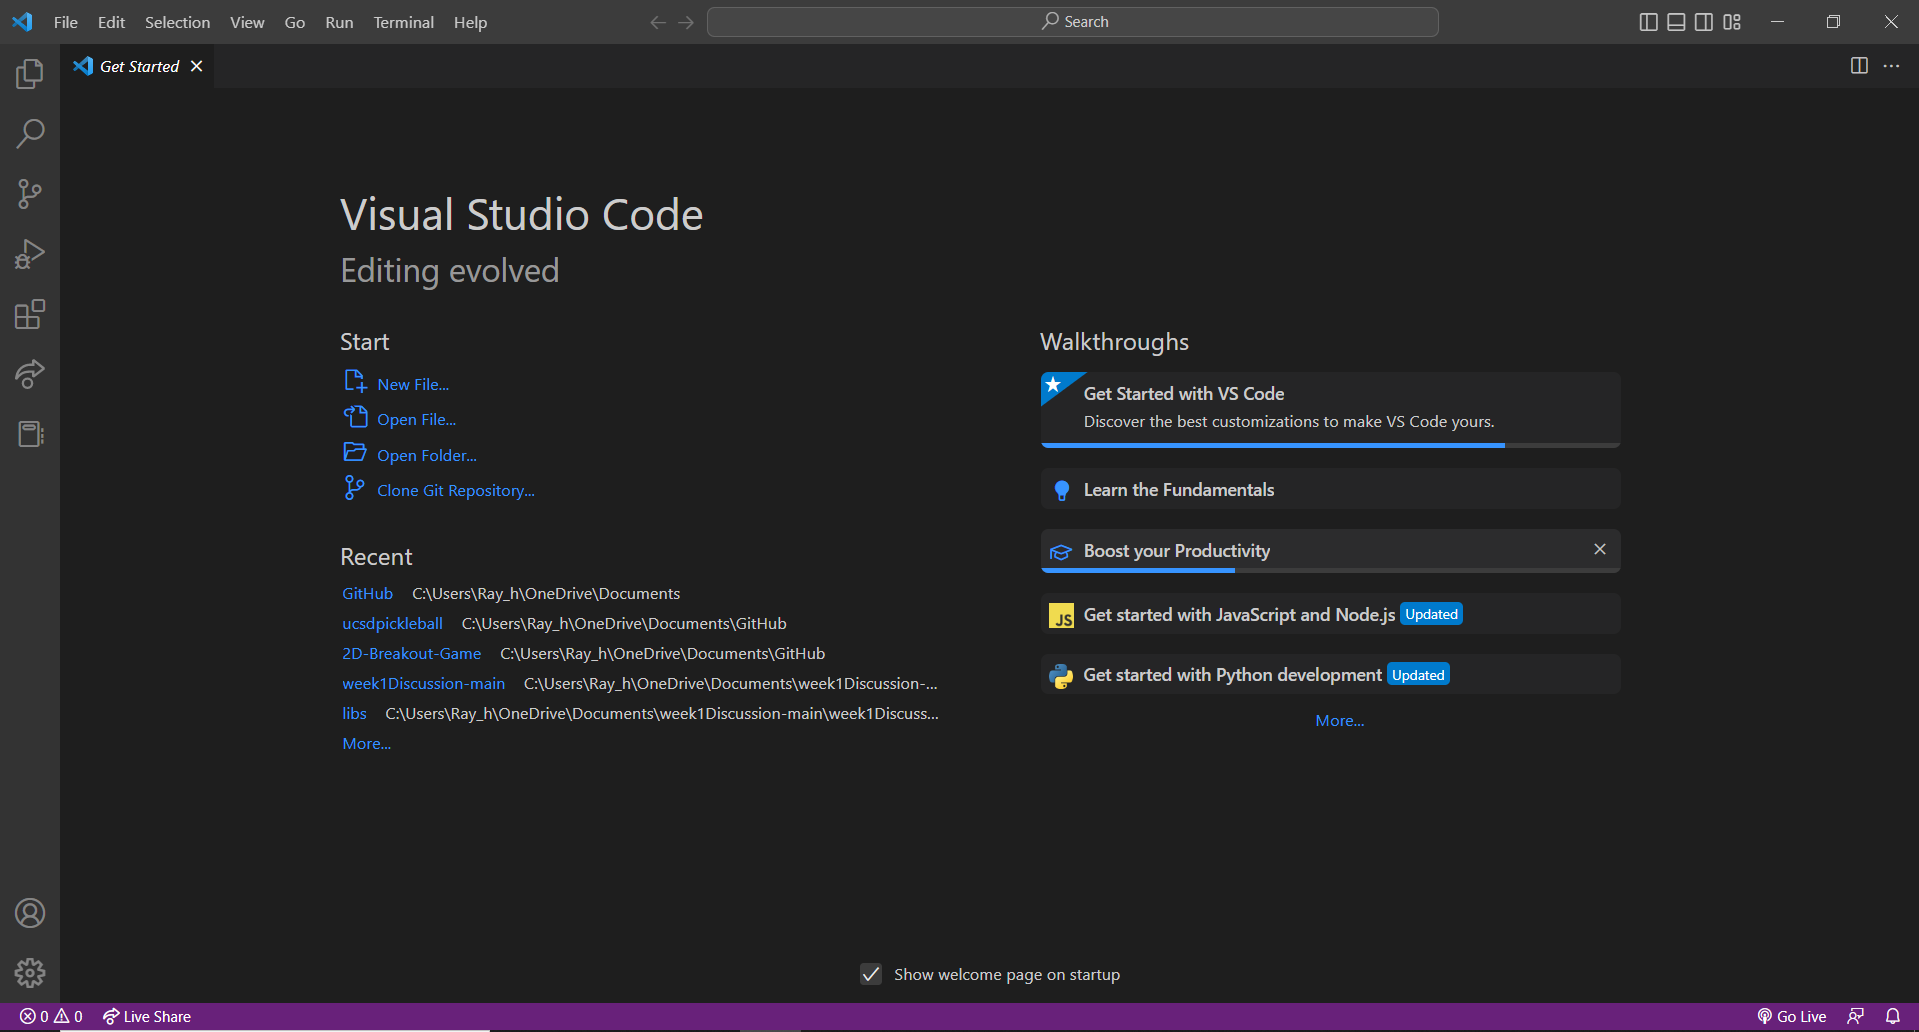 File Edit Selection View Go Run Terminal Help Search
Get Started
Visual Studio Code
Editing evolved
Start
New File...
Open File...
Open Folder...
Clone Git Repository...
Recent
GitHub C:\Users\Ray_h\OneDrive\Documents
ucsdpickleball C:\Users\Ray_h\OneDrive\Documents\GitHub
2D-Breakout-Game C:\Users\Ray_h\OneDrive\Documents\GitHub
week1Discussion-main C:\Users\Ray_h\OneDrive\Documents\week1Discussion-...
libs C:\Users\Ray_h\OneDrive\Documents\week1Discussion-main\week1Discuss...
More...
Walkthroughs
Get Started with VS Code
Discover the best customizations to make VS Code yours.
Learn the Fundamentals
Boost your Productivity
JS Get started with JavaScript and Node.js Updated
Get started with Python development Updated
More...
Show welcome page on startup
0 0 Live Share Go Live